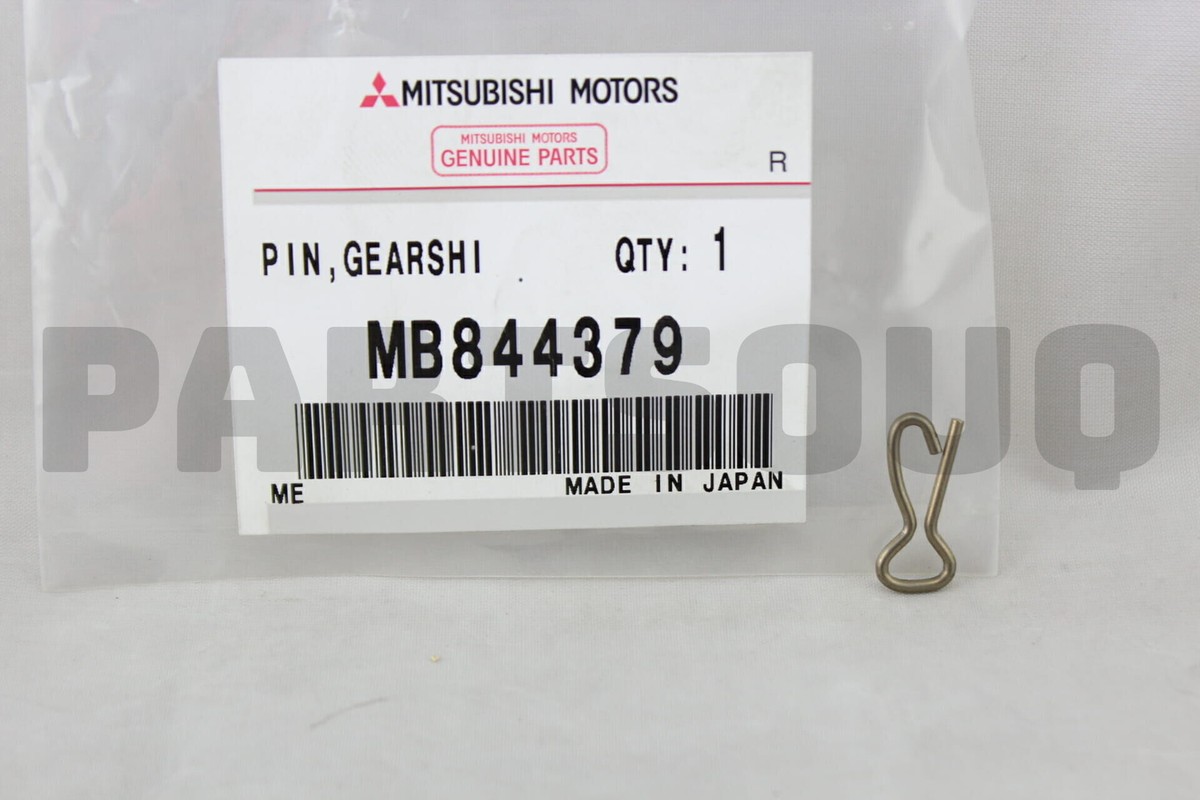 MITSUBISHI MOTORS
MITSUBISHI MOTORS
GENUINE PARTS
R
PIN,GEARSHI QTY: 1
MB844379
PARTSOUQ
ME MADE IN JAPAN